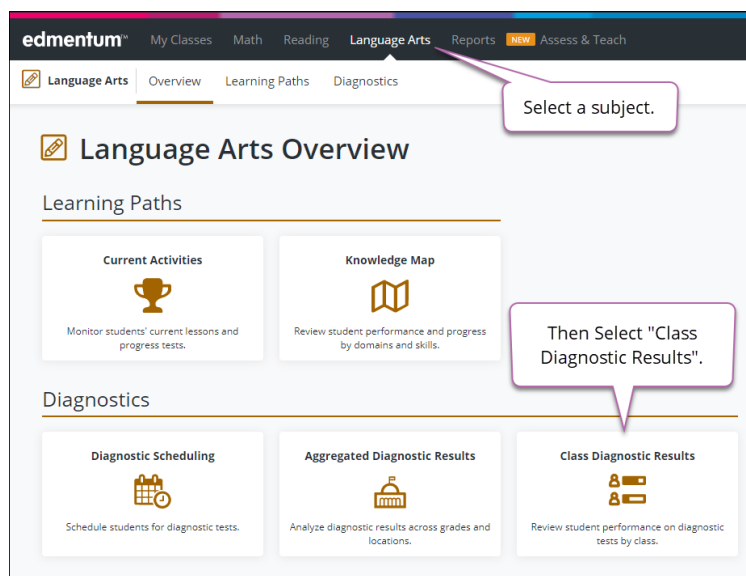 edmentum™ My Classes Math Reading Language Arts Reports NEW Assess & Teach
Language Arts Overview Learning Paths Diagnostics
Select a subject.
Language Arts Overview
Learning Paths
Current Activities
Monitor students' current lessons and
progress tests.
Knowledge Map
Review student performance and progress
by domains and skills.
Then Select "Class
Diagnostic Results".
Diagnostics
Diagnostic Scheduling
Schedule students for diagnostic tests.
Aggregated Diagnostic Results
Analyze diagnostic results across grades and
locations.
Class Diagnostic Results
Review student performance on diagnostic
tests by class.